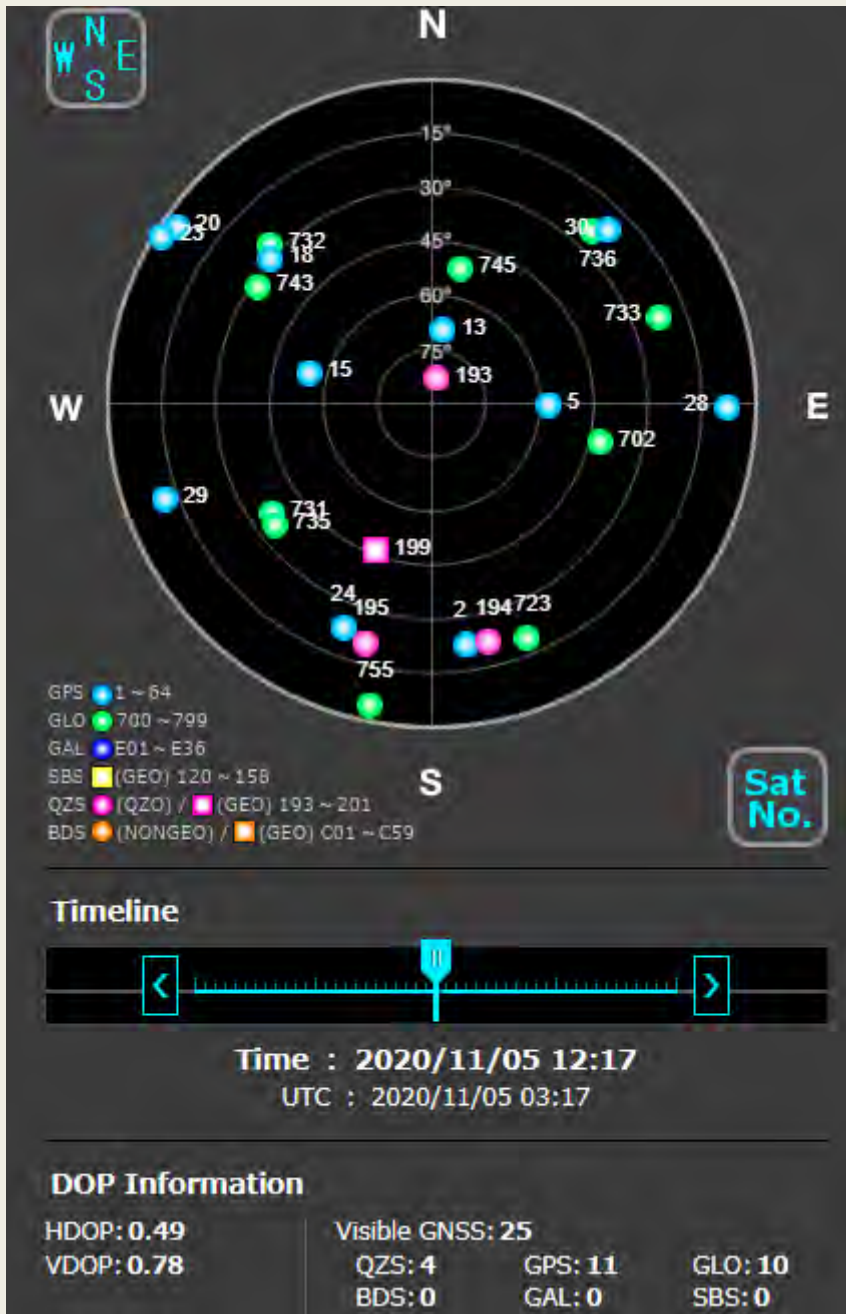 N
W E
S
N
15°
30°
20
23
30
45°
732
736
18
745
743
60°
733
13
75°
15
193
W
5
28
E
702
29
731
735
199
24
195
2
194
723
755
GPS 1 ~ 64
GLO 700 ~ 799
GAL E01 ~ E36
SBS (GEO) 120 ~ 158
QZS (QZO) / (GEO) 193 ~ 201
BDS (NONGEO) / (GEO) C01 ~ C59
S
Sat
No.
Timeline
Time : 2020/11/05 12:17
UTC : 2020/11/05 03:17
DOP Information
HDOP: 0.49
VDOP: 0.78
Visible GNSS: 25
QZS: 4 GPS: 11 GLO: 10
BDS: 0 GAL: 0 SBS: 0